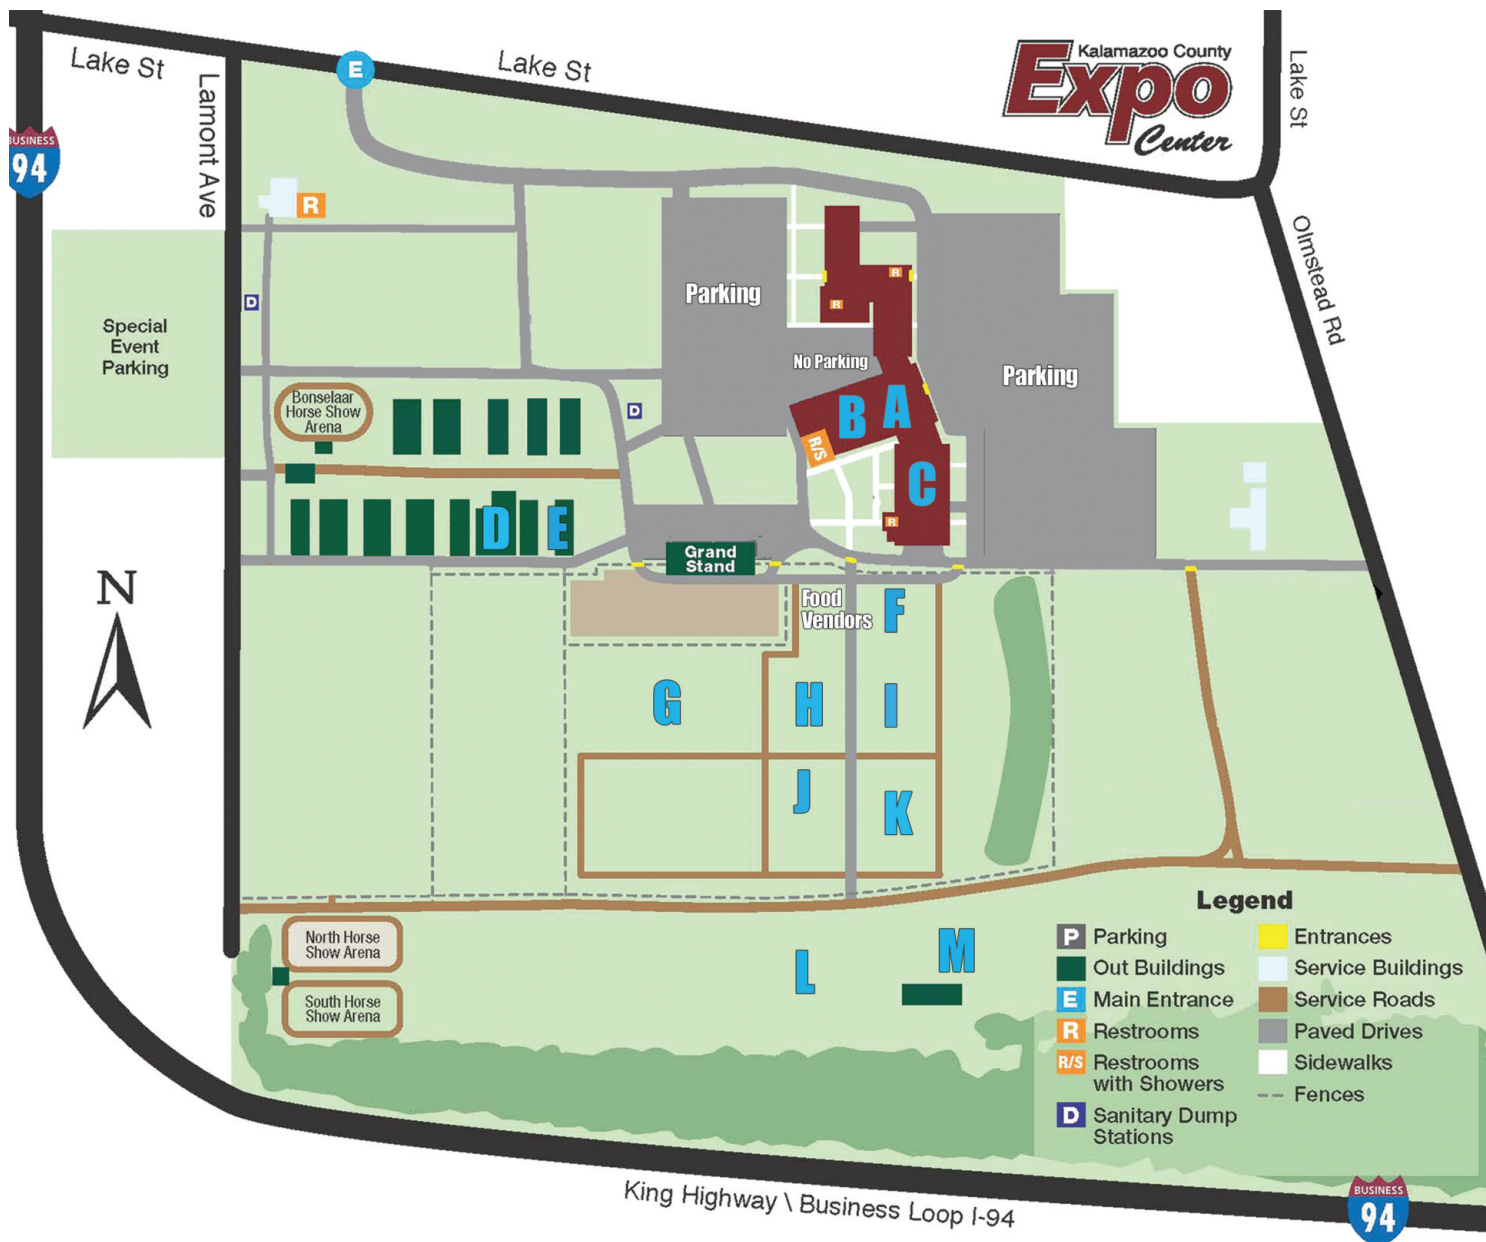 Lake St
Lake St
E
Kalamazoo County
Expo
Center
Lake St
Lamont Ave
BUSINESS
94
R
Olmstead Rd
Special
Event
Parking
D
Parking
R
R
No Parking
Parking
Bonselaar
Horse Show
Arena
D
B
A
R/S
C
D
E
R
Grand
Stand
N
Food
Vendors
F
G
H
I
J
K
North Horse
Show Arena
South Horse
Show Arena
L
M
Legend
P Parking
Out Buildings
E Main Entrance
R Restrooms
R/S Restrooms
with Showers
D Sanitary Dump
Stations
Entrances
Service Buildings
Service Roads
Paved Drives
Sidewalks
Fences
King Highway \ Business Loop I-94
BUSINESS
94